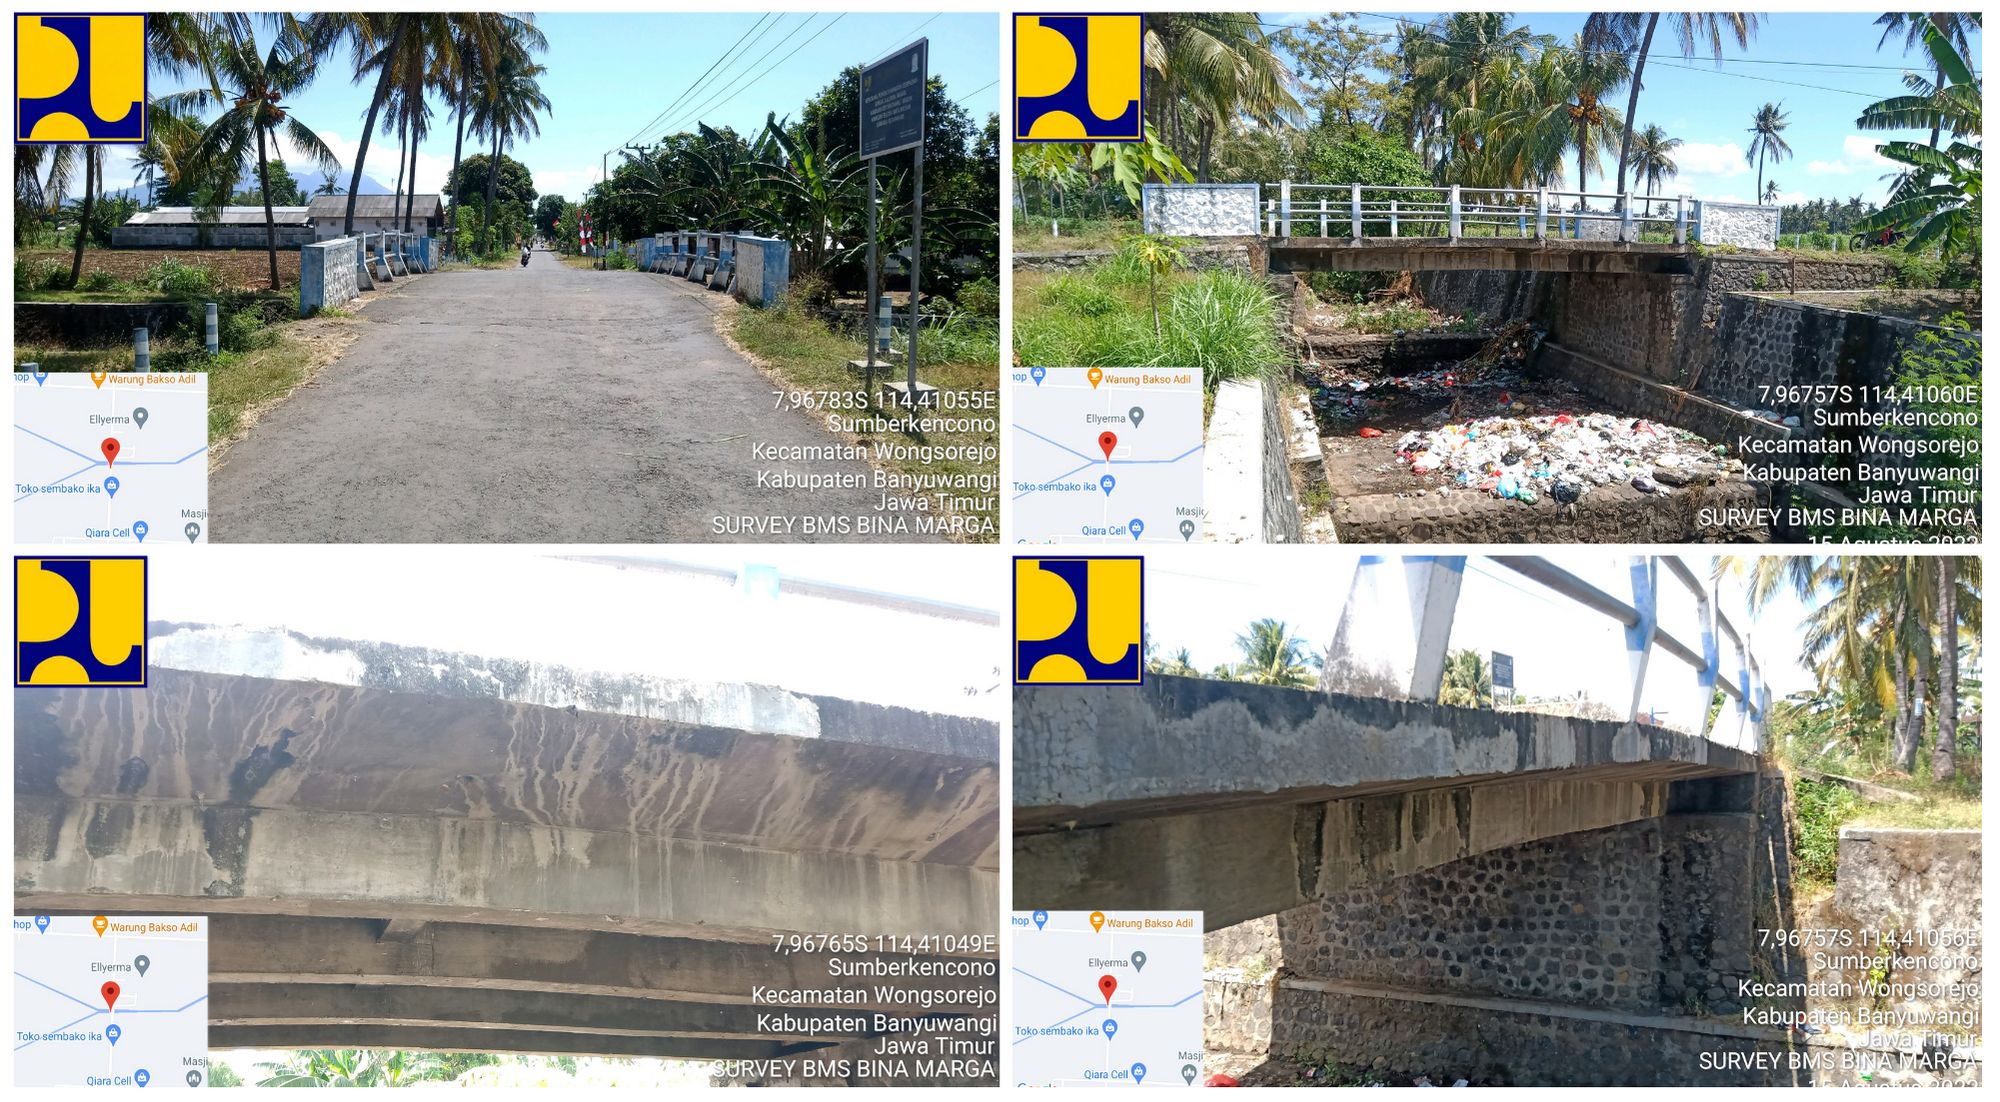 Warung Bakso Adil
Ellyerma
Toko sembako ika
Qiara Cell
7,96783S 114,41055E
Sumberkencono
Kecamatan Wongsorejo
Kabupaten Banyuwangi
Jawa Timur
SURVEY BMS BINA MARGA
hop
Warung Bakso Adil
Ellyerma
Toko sembako ika
Qiara Cell
7,96757S 114,41060E
Sumberkencono
Kecamatan Wongsorejo
Kabupaten Banyuwangi
Jawa Timur
SURVEY BMS BINA MARGA
hop
Warung Bakso Adil
Ellyerma
Toko sembako ika
Masji
Qiara Cell
7,96765S 114,41049E
Sumberkencono
Kecamatan Wongsorejo
Kabupaten Banyuwangi
Jawa Timur
SURVEY BMS BINA MARGA
hop
Warung Bakso Adil
Ellyerma
Toko sembako ika
Masji
Qiara Cell
7,96757S 114,41056E
Sumberkencono
Kecamatan Wongsorejo
Kabupaten Banyuwangi
Jawa Timur
SURVEY BMS BINA MARGA